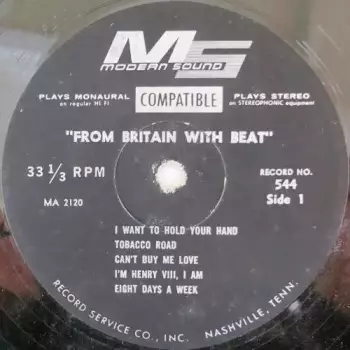 MS
MODERN SOUND
PLAYS MONAURAL
on regular HI FI
COMPATIBLE
PLAYS STEREO
on STEREOPHONIC equipment
"FROM BRITAIN WITH BEAT"
33 1/3 RPM
MA 2120
RECORD NO.
544
Side 1
I WANT TO HOLD YOUR HAND
TOBACCO ROAD
CAN'T BUY ME LOVE
I'M HENRY VIII, I AM
EIGHT DAYS A WEEK
RECORD SERVICE CO., INC. NASHVILLE, TENN.